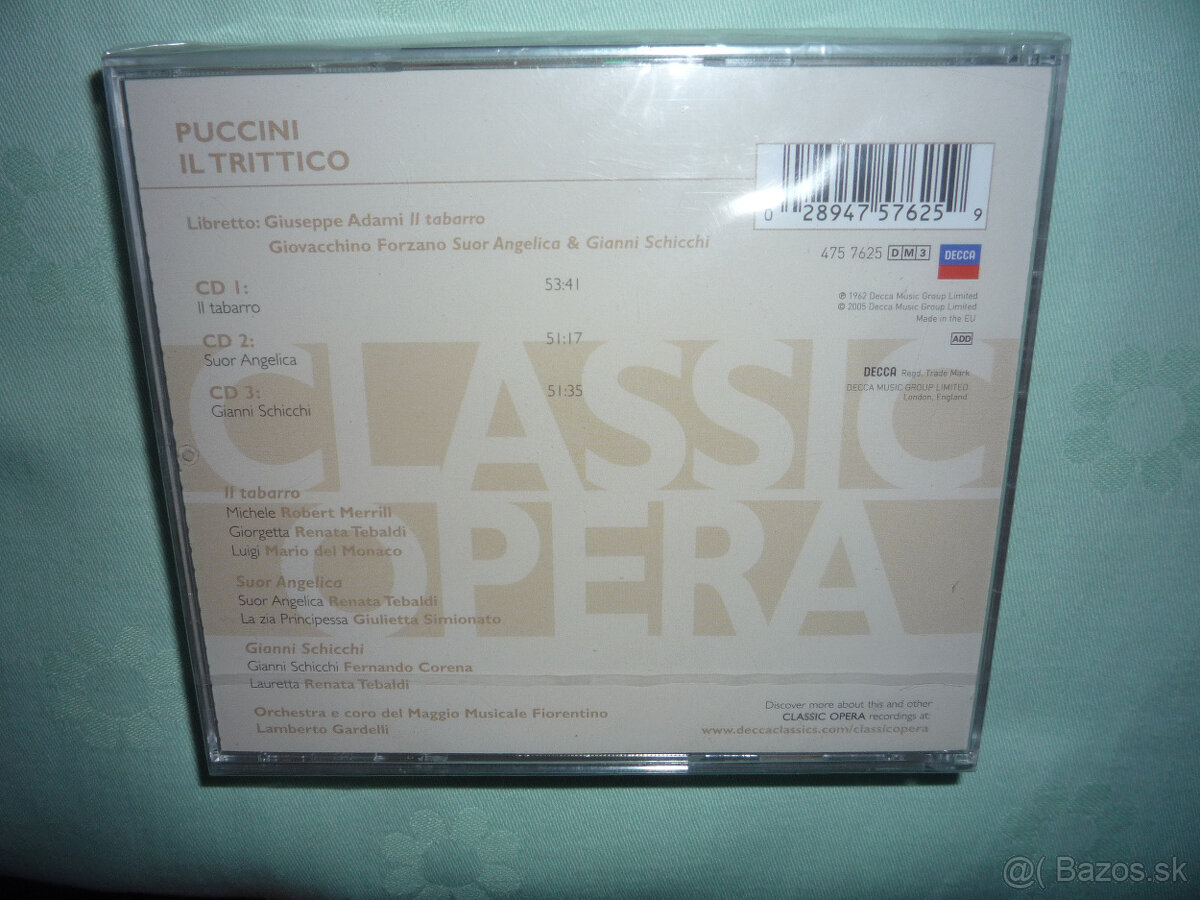 PUCCINI
IL TRITTICO
Libretto: Giuseppe Adami Il tabarro
Giovacchino Forzano Suor Angelica & Gianni Schicchi
CD 1: 53:41
Il tabarro
CD 2: 51:17
Suor Angelica
CD 3: 51:35
Gianni Schicchi
0 28947 57625 9
475 7625 DM3 DECCA
℗ 1962 Decca Music Group Limited
© 2005 Decca Music Group Limited
Made in the EU
ADD
DECCA Regd. Trade Mark
DECCA MUSIC GROUP LIMITED
London, England
CLASSIC
OPERA
Il tabarro
Michele Robert Merrill
Giorgetta Renata Tebaldi
Luigi Mario del Monaco
Suor Angelica
Suor Angelica Renata Tebaldi
La zia Principessa Giulietta Simionato
Gianni Schicchi
Gianni Schicchi Fernando Corena
Lauretta Renata Tebaldi
Orchestra e coro del Maggio Musicale Fiorentino
Lamberto Gardelli
Discover more about this and other
CLASSIC OPERA recordings at:
www.deccaclassics.com/classicopera
@( Bazos.sk